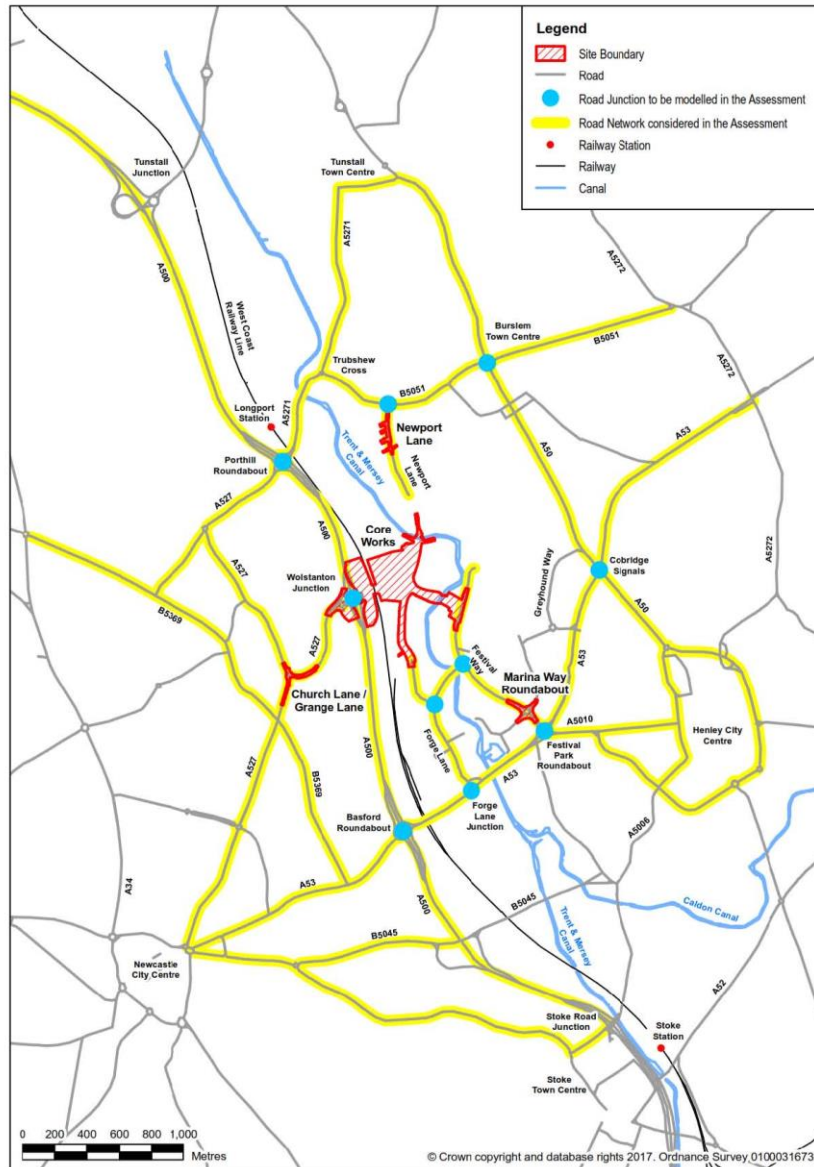 Legend
Site Boundary
Road
Road Junction to be modelled in the Assessment
Road Network considered in the Assessment
Railway Station
Railway
Canal
Tunstall
Junction
Tunstall
Town Centre
A5271
A500
West Coast
Railway Line
A5272
Burslem
Town Centre
B5051
A5272
Trubshew
Cross
B5051
A53
Longport
Station
A5271
Newport
Lane
Trent & Mersey
Canal
Newport
Lane
A50
Porthill
Roundabout
A527
A500
Core
Works
Greyhound Way
Cobridge
Signals
A5272
Wolstanton
Junction
A527
B5369
A527
A50
Festival
Way
A53
Marina Way
Roundabout
Church Lane /
Grange Lane
Forge Lane
A5010
Henley City
Centre
Festival
Park
Roundabout
A500
A527
B5369
A53
Forge
Lane
Junction
Basford
Roundabout
A5006
A34
A53
A500
B5045
Caldon Canal
Trent & Mersey
Canal
B5045
Newcastle
City Centre
A52
Stoke Road
Junction
Stoke
Station
Stoke
Town Centre
0 200 400 600 800 1,000
Metres
© Crown copyright and database rights 2017. Ordnance Survey 0100031673